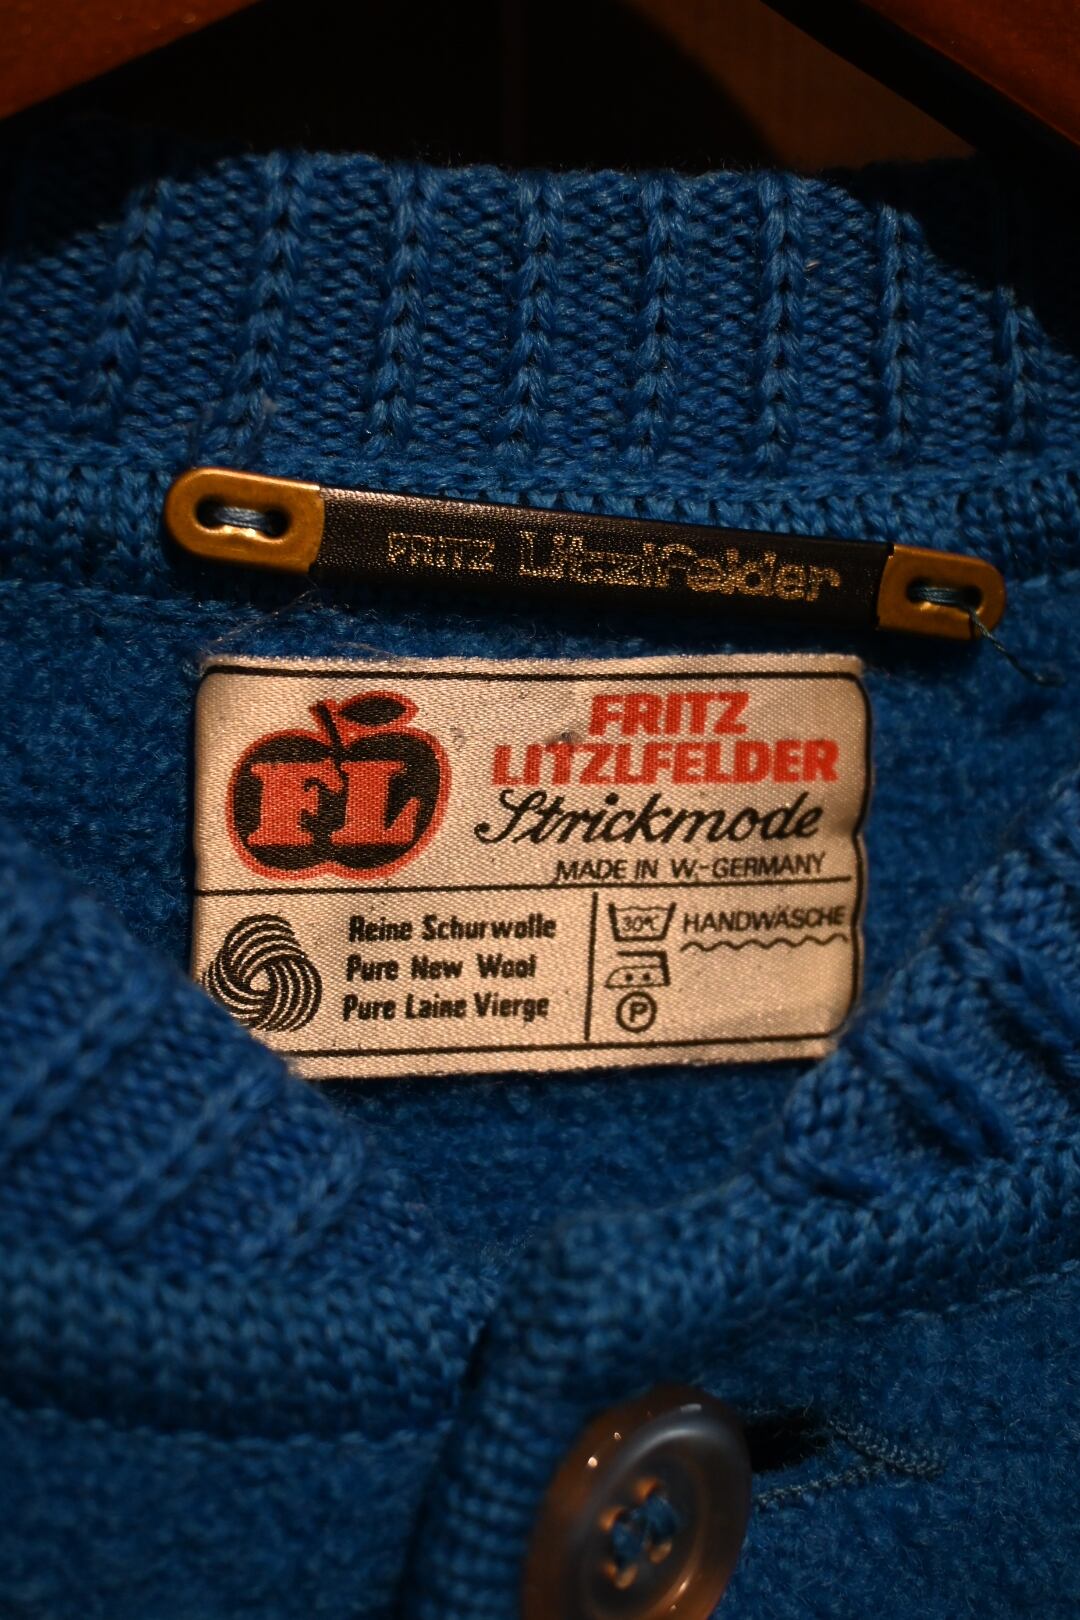 FRITZ Litzlfelder
FL
FRITZ
LITZLFELDER
Strickmode
MADE IN W.-GERMANY
Reine Schurwolle
Pure New Wool
Pure Laine Vierge
30°C HANDWÄSCHE
P